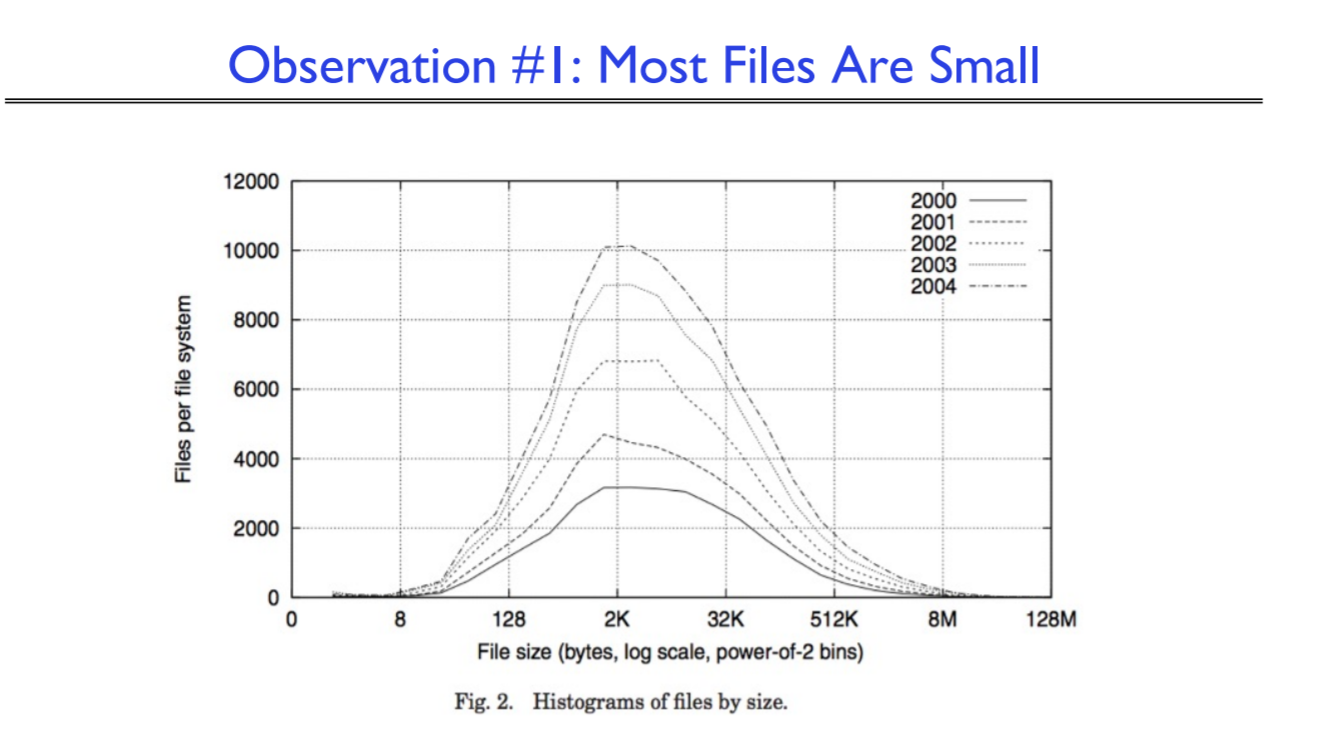 Observation #1: Most Files Are Small
12000
10000
8000
6000
4000
2000
0
Files per file system
2000
2001
2002
2003
2004
0 8 128 2K 32K 512K 8M 128M
File size (bytes, log scale, power-of-2 bins)
Fig. 2. Histograms of files by size.